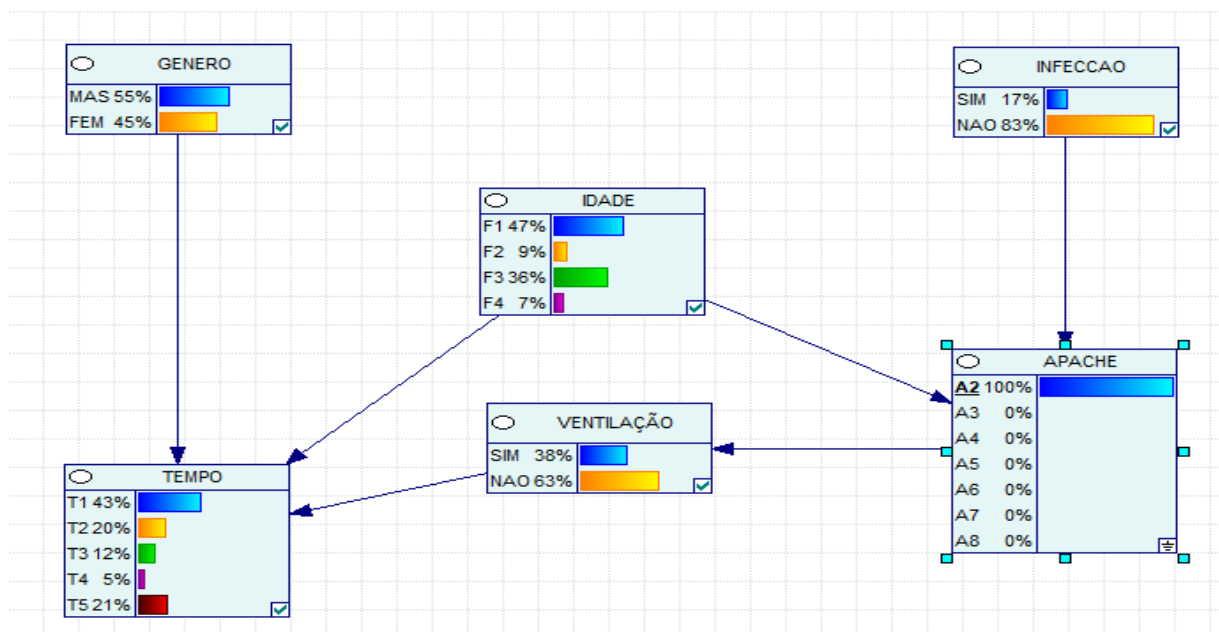 GENERO
MAS 55%
FEM 45%
INFECCAO
SIM 17%
NAO 83%
IDADE
F1 47%
F2 9%
F3 36%
F4 7%
APACHE
A2 100%
A3 0%
A4 0%
A5 0%
A6 0%
A7 0%
A8 0%
VENTILAÇÃO
SIM 38%
NAO 63%
TEMPO
T1 43%
T2 20%
T3 12%
T4 5%
T5 21%